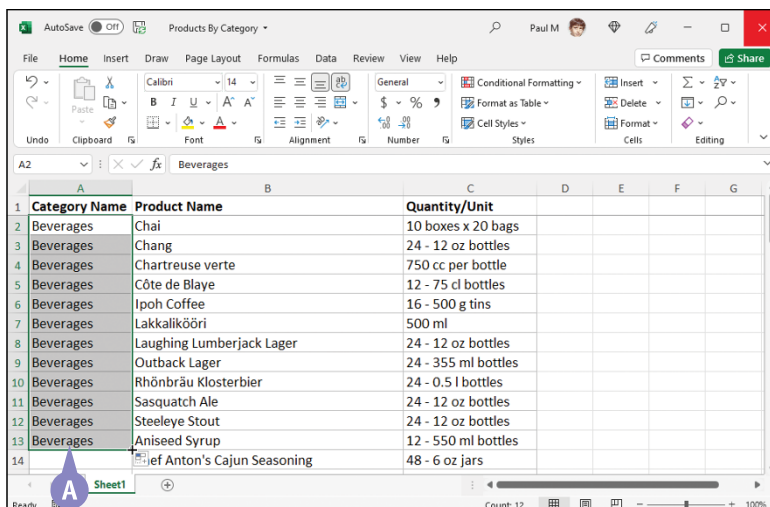 AutoSave Off Products By Category Paul M
File Home Insert Draw Page Layout Formulas Data Review View Help Comments Share
Paste Calibri 14 General Conditional Formatting Insert
B I U A A A $ % Format as Table Delete
Cell Styles Format
Undo Clipboard Font Alignment Number Styles Cells Editing
A2 fx Beverages
A B C D E F G
1 Category Name Product Name Quantity/Unit
2 Beverages Chai 10 boxes x 20 bags
3 Beverages Chang 24 - 12 oz bottles
4 Beverages Chartreuse verte 750 cc per bottle
5 Beverages Côte de Blaye 12 - 75 cl bottles
6 Beverages Ipoh Coffee 16 - 500 g tins
7 Beverages Lakkalikööri 500 ml
8 Beverages Laughing Lumberjack Lager 24 - 12 oz bottles
9 Beverages Outback Lager 24 - 355 ml bottles
10 Beverages Rhönbräu Klosterbier 24 - 0.5 l bottles
11 Beverages Sasquatch Ale 24 - 12 oz bottles
12 Beverages Steeleye Stout 24 - 12 oz bottles
13 Beverages Aniseed Syrup 12 - 550 ml bottles
14 ef Anton's Cajun Seasoning 48 - 6 oz jars
A Sheet1
Ready Count: 12 100%